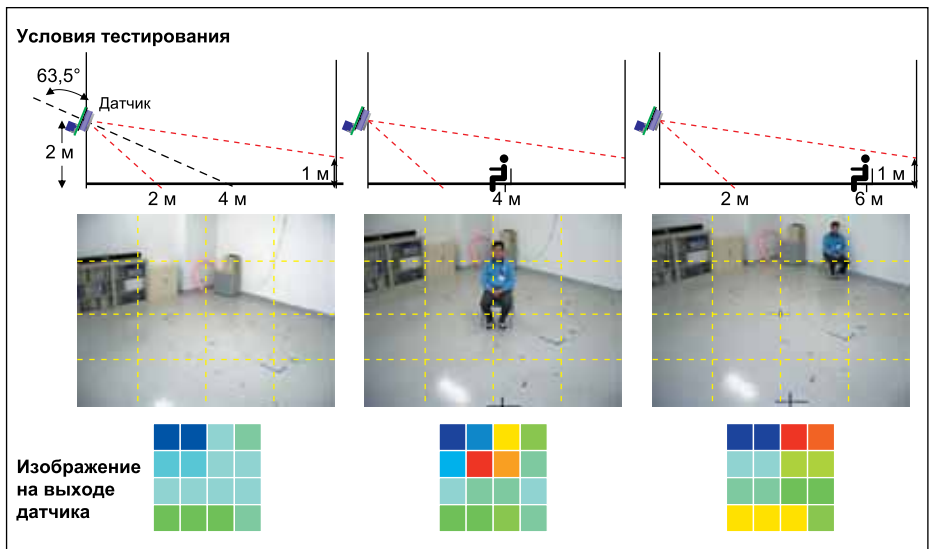 Условия тестирования
63,5°
Датчик
2 м
1 м
2 м 4 м
4 м
1 м
2 м 6 м
Изображение
на выходе
датчика